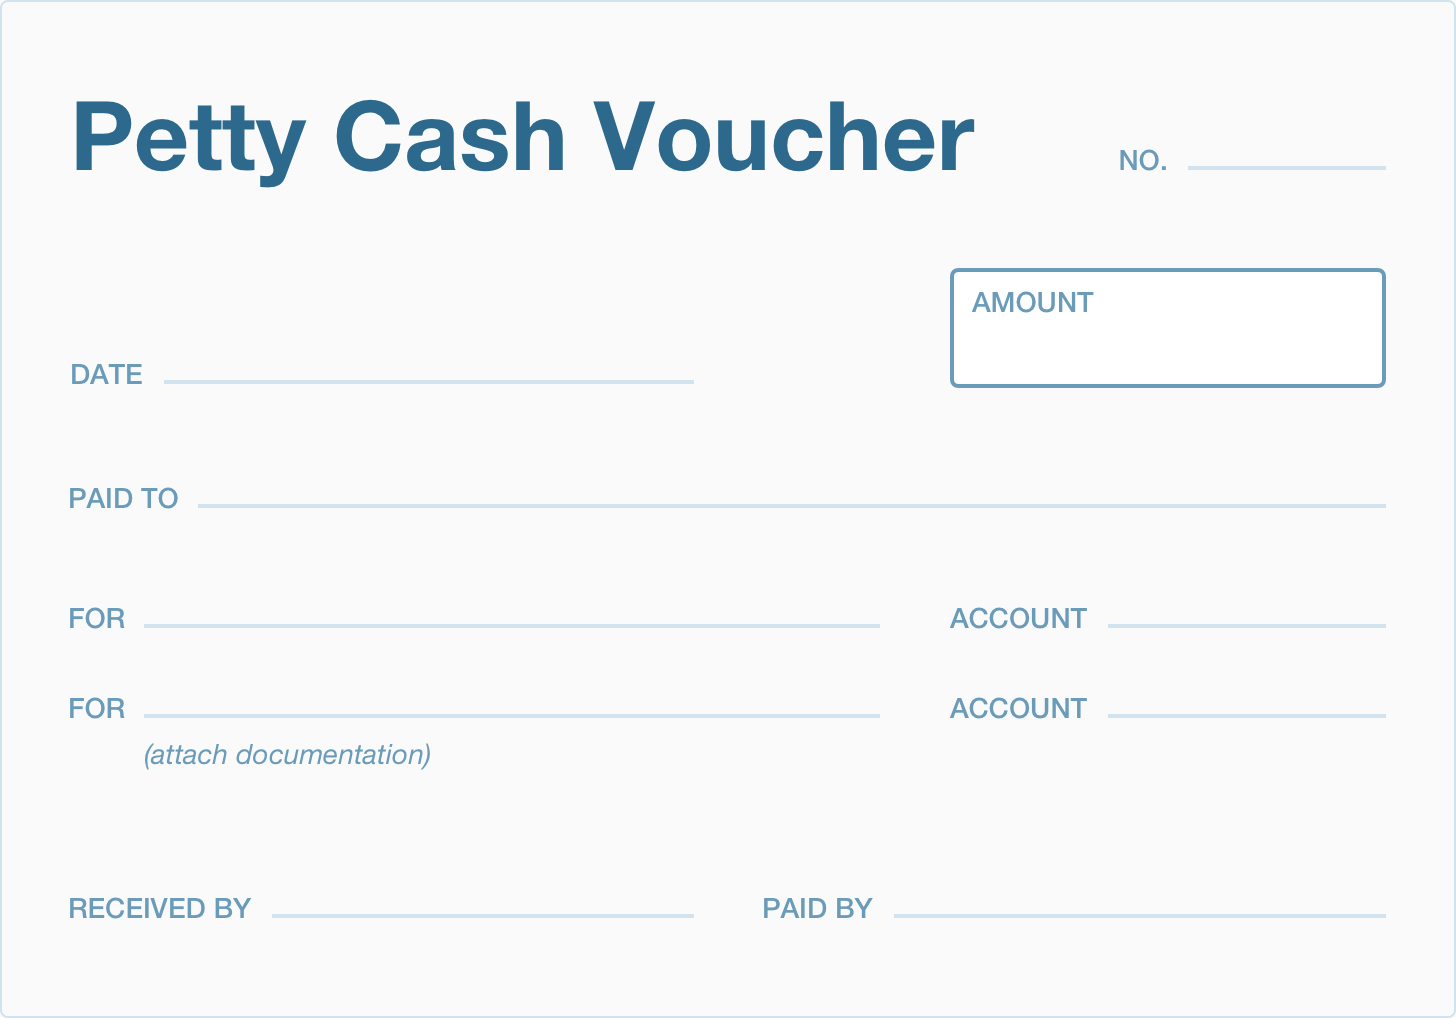 Petty Cash Voucher
NO.
AMOUNT
DATE
PAID TO
FOR
ACCOUNT
FOR
ACCOUNT
(attach documentation)
RECEIVED BY
PAID BY